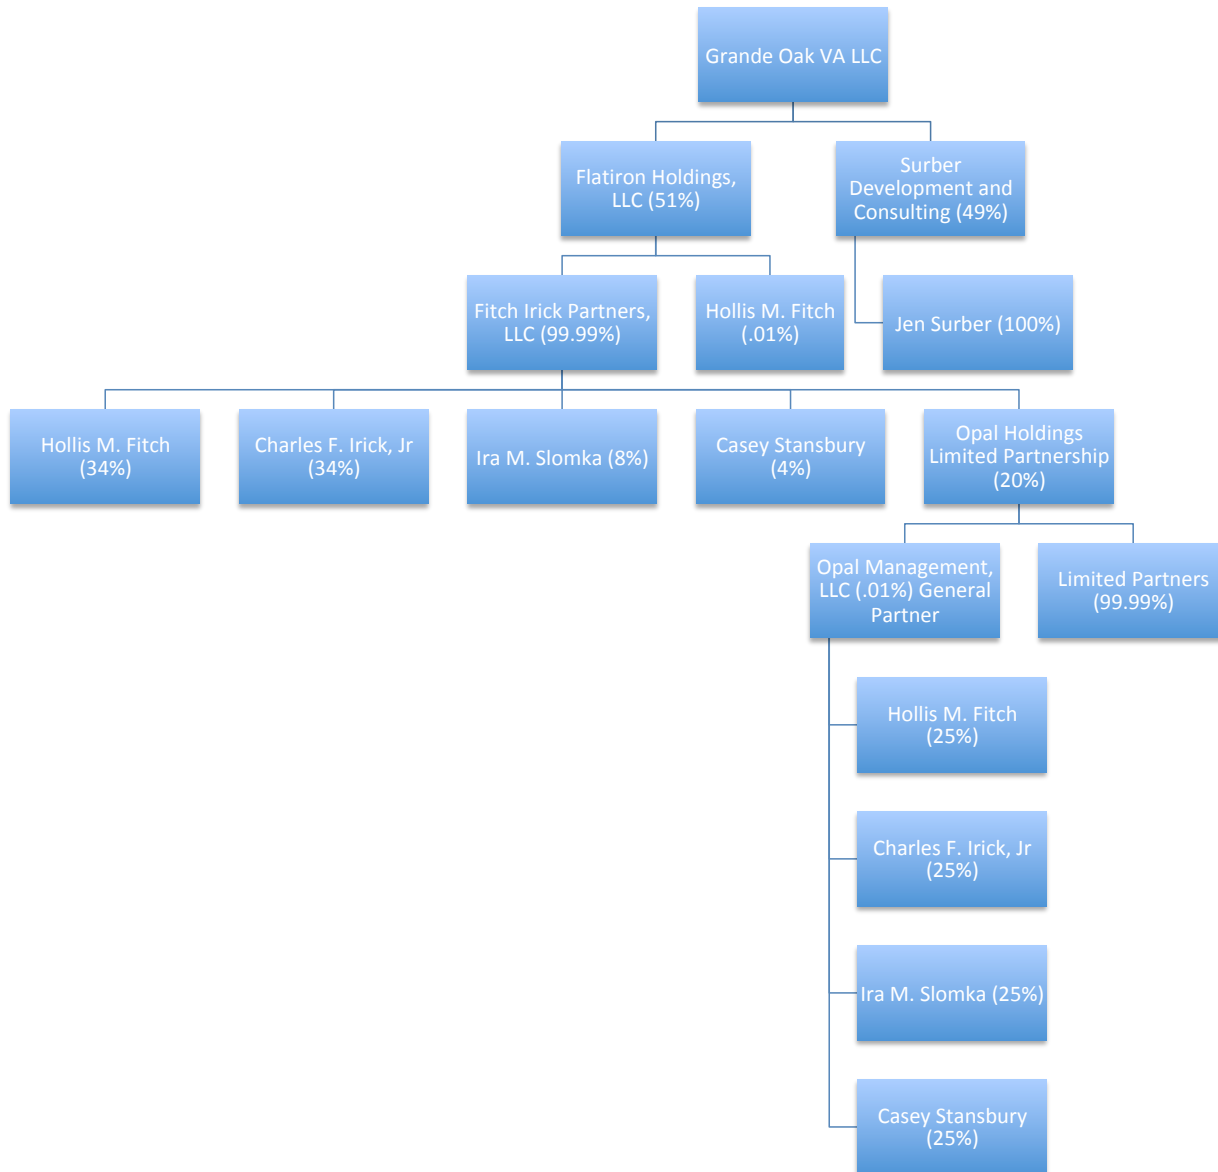 Grande Oak VA LLC
Flatiron Holdings,
LLC (51%)
Surber
Development and
Consulting (49%)
Fitch Irick Partners,
LLC (99.99%)
Hollis M. Fitch
(.01%)
Jen Surber (100%)
Hollis M. Fitch
(34%)
Charles F. Irick, Jr
(34%)
Ira M. Slomka (8%)
Casey Stansbury
(4%)
Opal Holdings
Limited Partnership
(20%)
Opal Management,
LLC (.01%) General
Partner
Limited Partners
(99.99%)
Hollis M. Fitch
(25%)
Charles F. Irick, Jr
(25%)
Ira M. Slomka (25%)
Casey Stansbury
(25%)